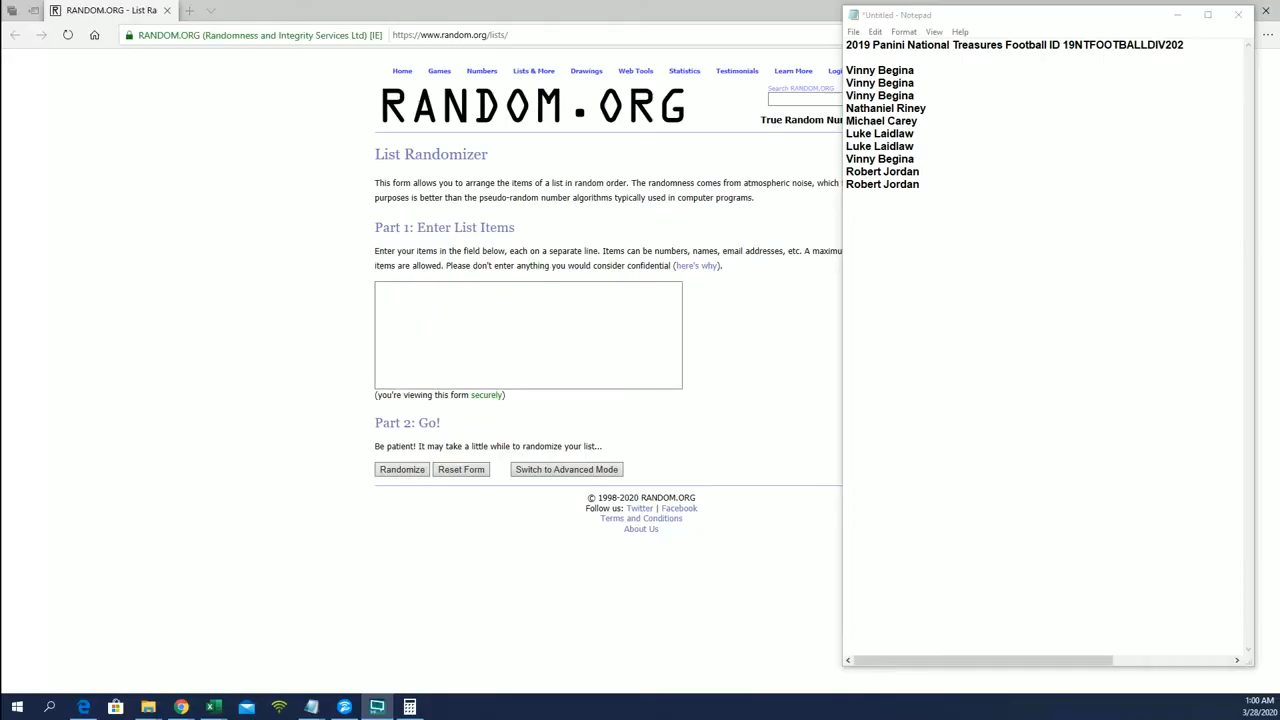 RANDOM.ORG - List Ra
*Untitled - Notepad
RANDOM.ORG (Randomness and Integrity Services Ltd) [IE]
https://www.random.org/lists/
File Edit Format View Help
2019 Panini National Treasures Football ID 19NTFOOTBALLDIV202
Vinny Begina
Vinny Begina
Vinny Begina
Nathaniel Riney
Michael Carey
Luke Laidlaw
Luke Laidlaw
Vinny Begina
Robert Jordan
Robert Jordan
Home Games Numbers Lists & More Drawings Web Tools Statistics Testimonials Learn More Logi
Search RANDOM.ORG
RANDOM.ORG
True Random Nu
List Randomizer
This form allows you to arrange the items of a list in random order. The randomness comes from atmospheric noise, which
purposes is better than the pseudo-random number algorithms typically used in computer programs.
Part 1: Enter List Items
Enter your items in the field below, each on a separate line. Items can be numbers, names, email addresses, etc. A maximu
items are allowed. Please don't enter anything you would consider confidential (here's why).
(you're viewing this form securely)
Part 2: Go!
Be patient! It may take a little while to randomize your list...
Randomize Reset Form Switch to Advanced Mode
© 1998-2020 RANDOM.ORG
Follow us: Twitter | Facebook
Terms and Conditions
About Us
1:00 AM
3/28/2020